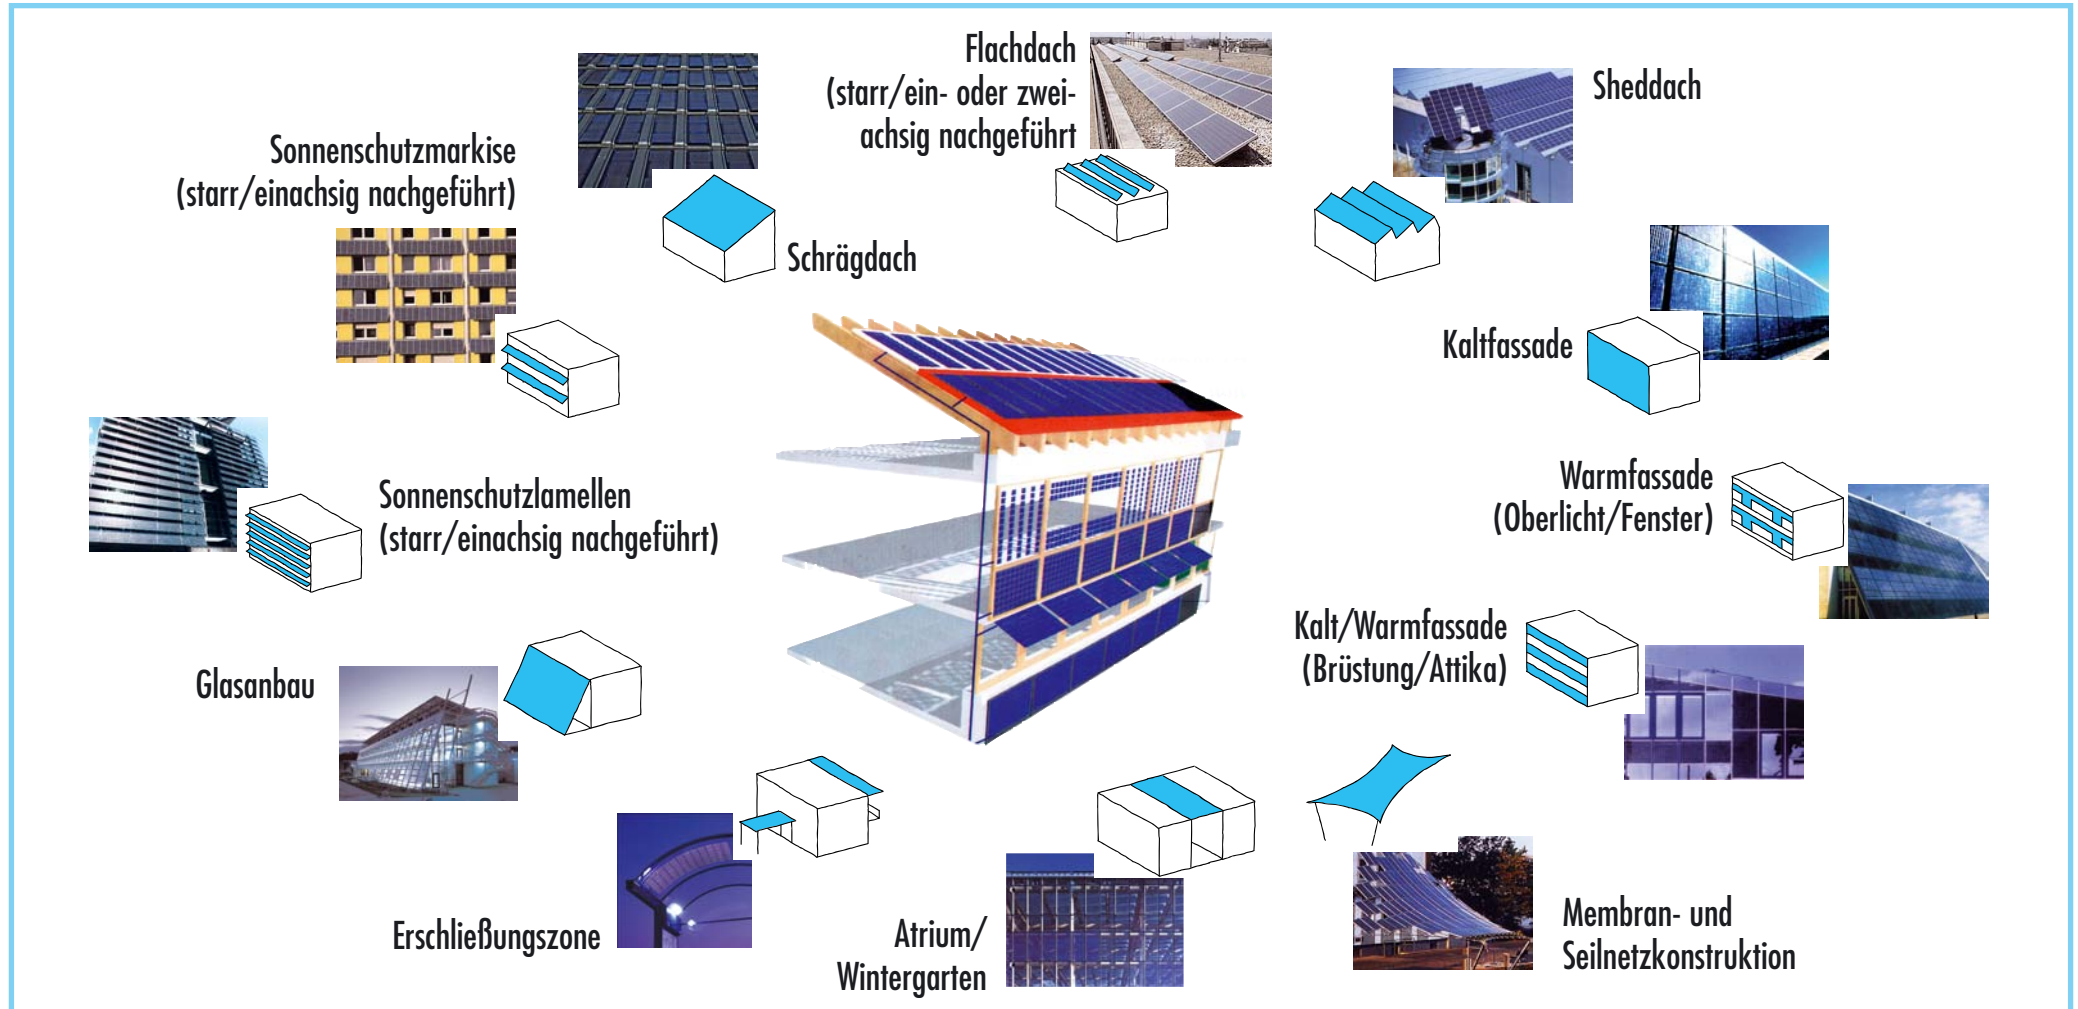 Flachdach
(starr/ein- oder zwei-
achsig nachgeführt
Sheddach
Sonnenschutzmarkise
(starr/einachsig nachgeführt)
Schrägdach
Kaltfassade
Warmfassade
(Oberlicht/Fenster)
Sonnenschutzlamellen
(starr/einachsig nachgeführt)
Kalt/Warmfassade
(Brüstung/Attika)
Glasanbau
Erschließungszone
Atrium/
Wintergarten
Membran- und
Seilnetzkonstruktion